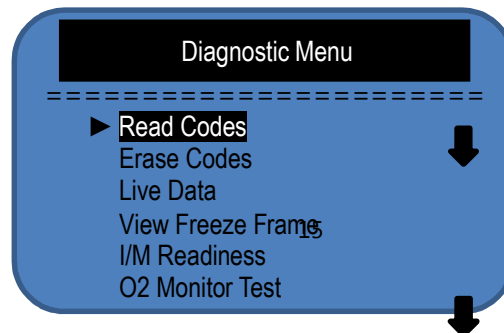 Diagnostic Menu
=========================
► Read Codes
Erase Codes
Live Data
View Freeze Frame
15
I/M Readiness
O2 Monitor Test